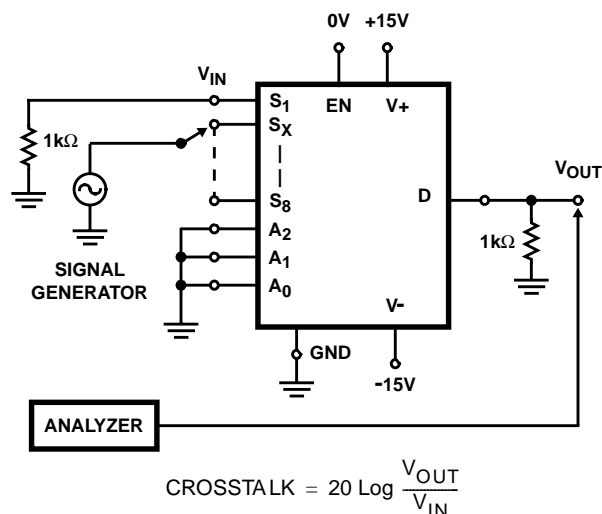 0V +15V
V_IN
S1 EN V+
SX
1kΩ
VOUT
D
S8
A2
1kΩ
A1
SIGNAL
GENERATOR
A0
V-
GND
-15V
ANALYZER
CROSSTALK = 20 Log VOUT
VIN